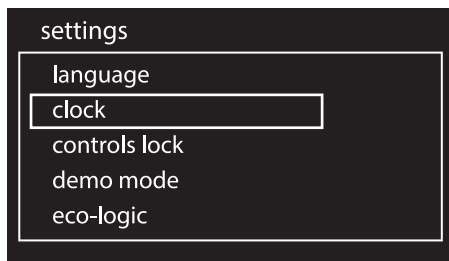 settings
language
clock
controls lock
demo mode
eco-logic